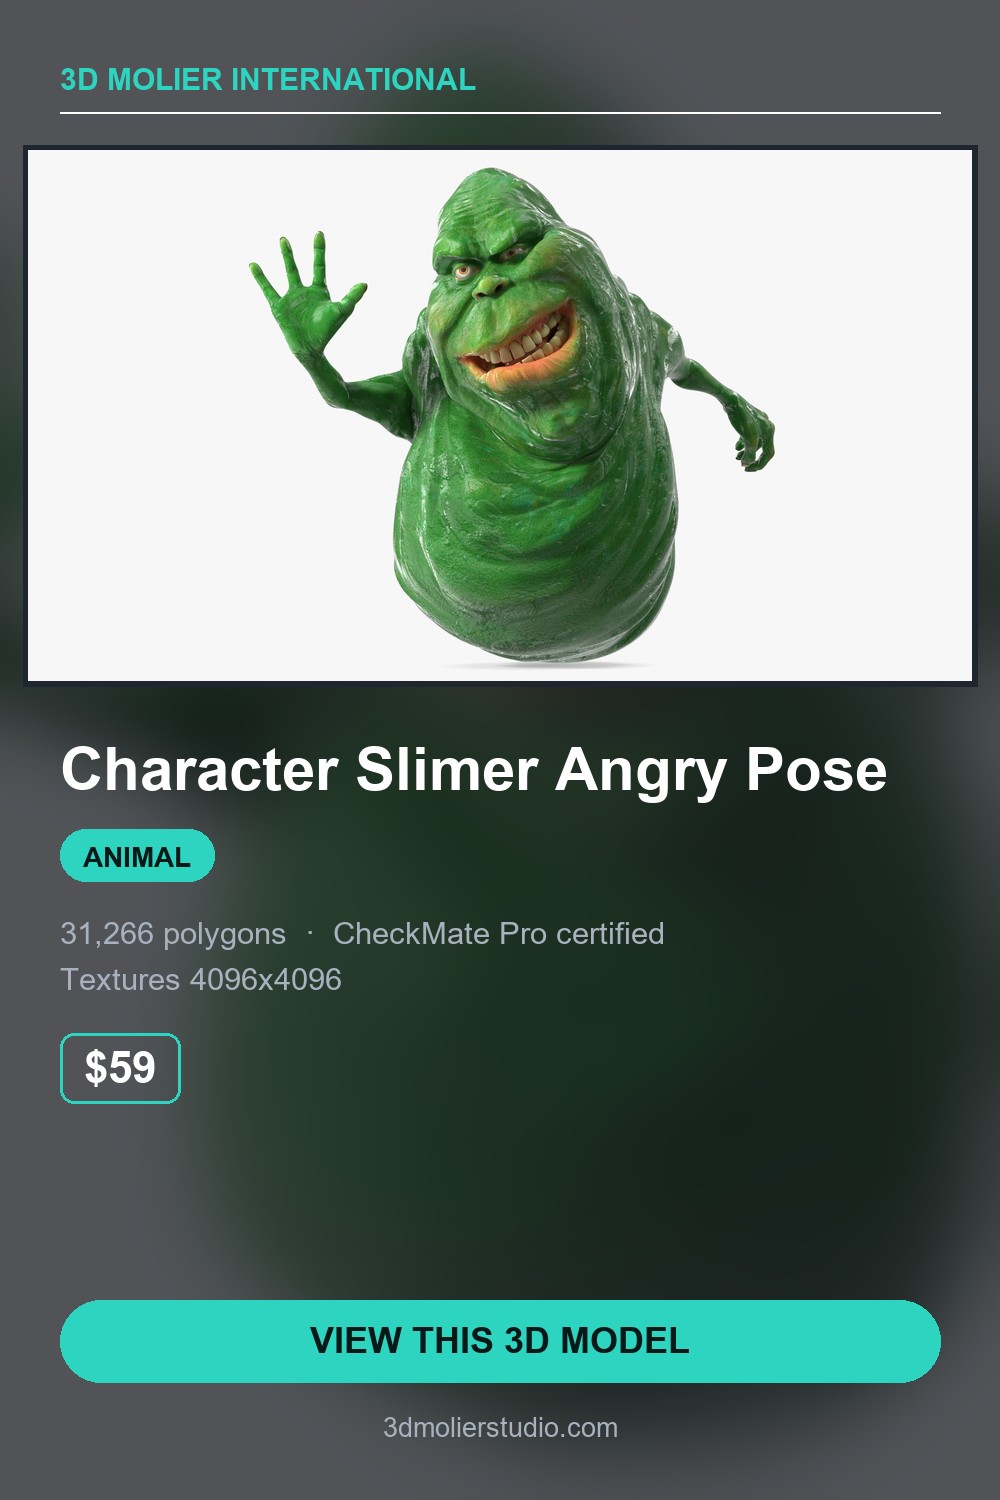 3D MOLIER INTERNATIONAL
Character Slimer Angry Pose
ANIMAL
31,266 polygons · CheckMate Pro certified
Textures 4096x4096
$59
VIEW THIS 3D MODEL
3dmolierstudio.com